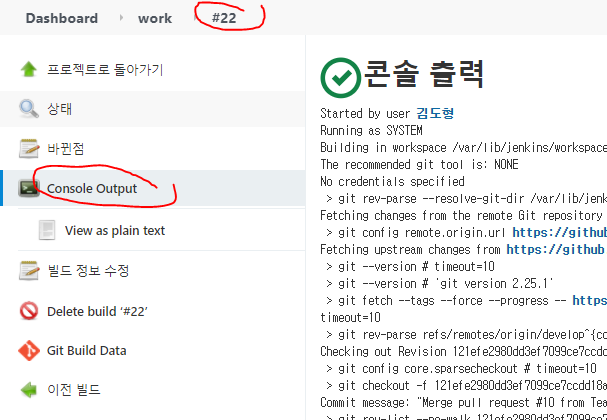 Dashboard work #22
프로젝트로 돌아가기
상태
바뀐점
Console Output
View as plain text
빌드 정보 수정
Delete build ‘#22’
Git Build Data
이전 빌드
콘솔 출력
Started by user 김도형
Running as SYSTEM
Building in workspace /var/lib/jenkins/workspace
The recommended git tool is: NONE
No credentials specified
> git rev-parse --resolve-git-dir /var/lib/jenk
Fetching changes from the remote Git repository
> git config remote.origin.url https://github
Fetching upstream changes from https://github
> git --version # timeout=10
> git --version # 'git version 2.25.1'
> git fetch --tags --force --progress -- https
timeout=10
> git rev-parse refs/remotes/origin/develop^{co
Checking out Revision 121efe2980dd3ef7099ce7ccdd
> git config core.sparsecheckout # timeout=10
> git checkout -f 121efe2980dd3ef7099ce7ccdd18a
Commit message: "Merge pull request #10 from Tea
> git rev-list --no-walk 121efe2980dd3ef7099ce7